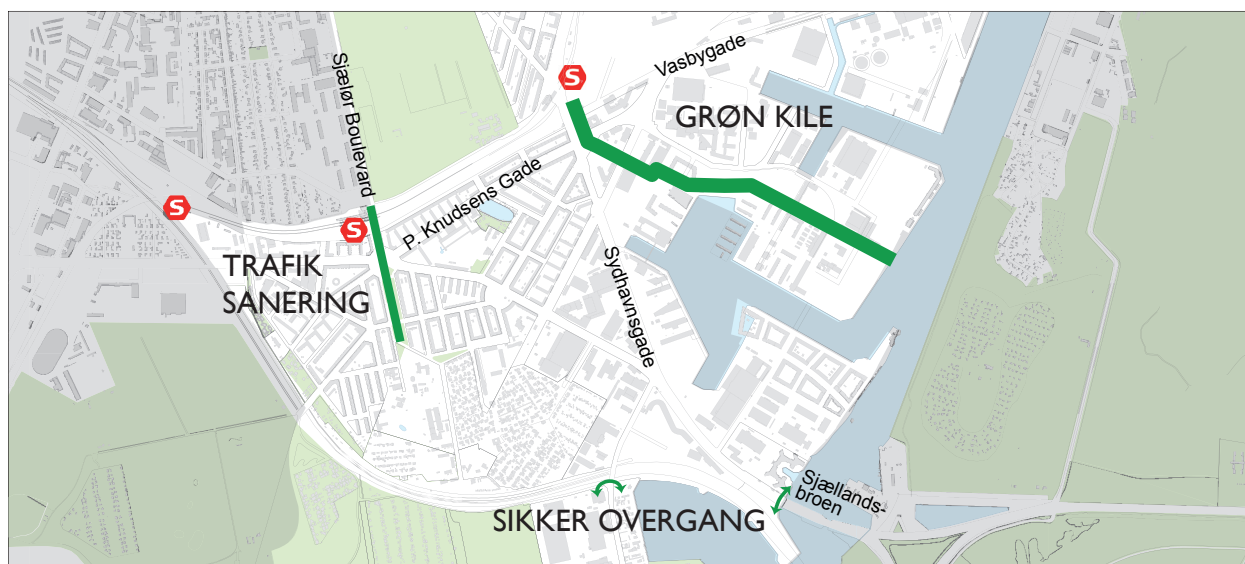 Sjælør Boulevard
S
Vasbygade
GRØN KILE
S
S
P. Knudsens Gade
TRAFIK
SANERING
Sydhavnsgade
Sjællands-
broen
SIKKER OVERGANG